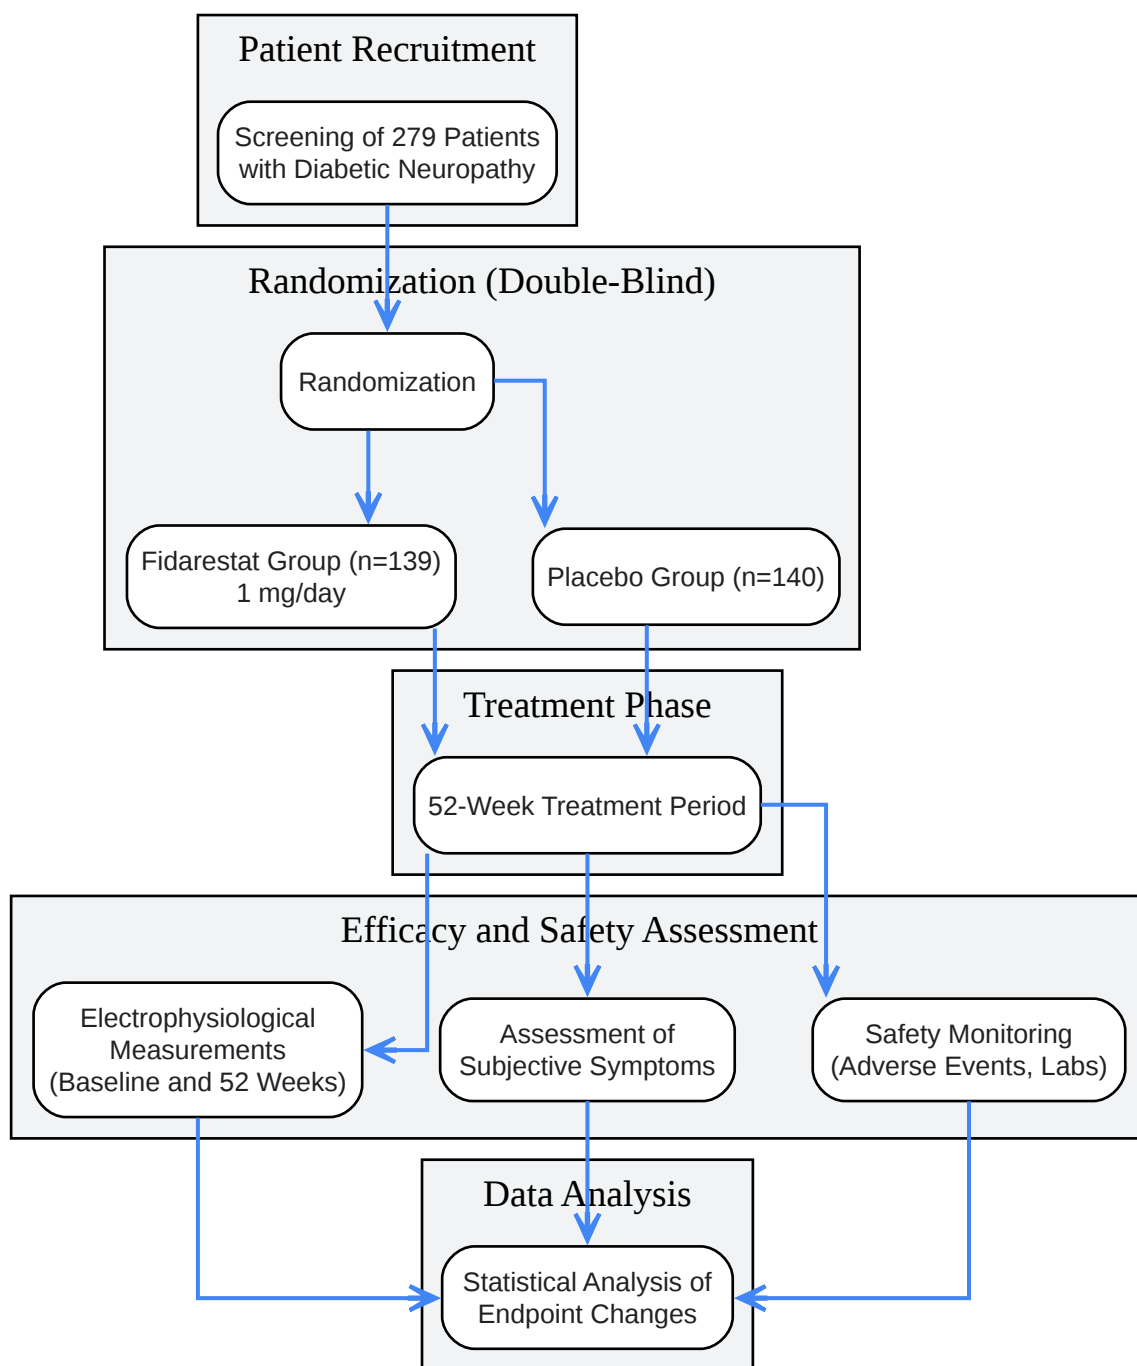 Patient Recruitment
Screening of 279 Patients
with Diabetic Neuropathy
Randomization (Double-Blind)
Randomization
Fidarestat Group (n=139)
1 mg/day
Placebo Group (n=140)
Treatment Phase
52-Week Treatment Period
Efficacy and Safety Assessment
Electrophysiological
Measurements
(Baseline and 52 Weeks)
Assessment of
Subjective Symptoms
Safety Monitoring
(Adverse Events, Labs)
Data Analysis
Statistical Analysis of
Endpoint Changes